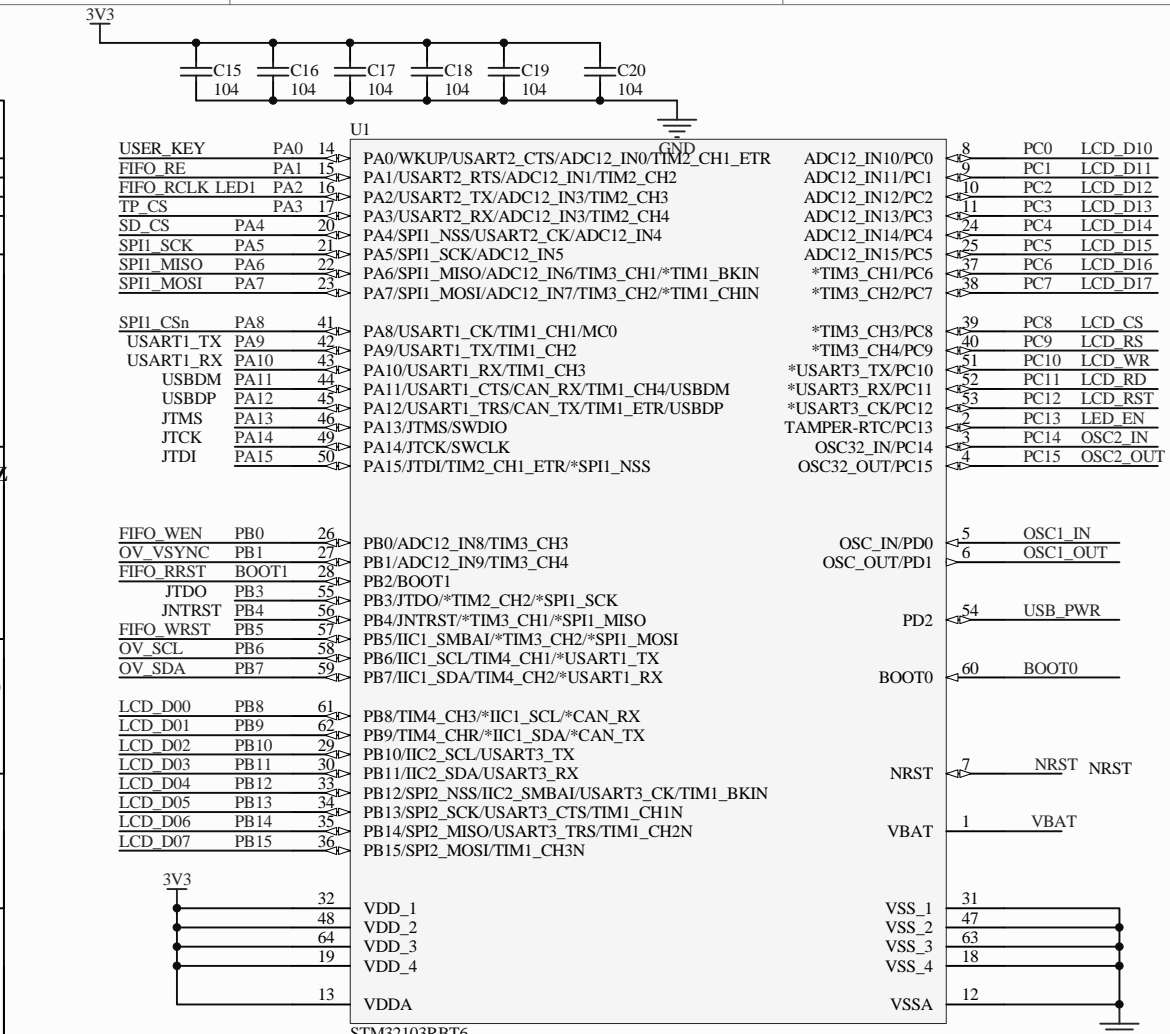 3V3
C15 C16 C17 C18 C19 C20
104 104 104 104 104 104
U1
GND
USER_KEY PA0 14 PA0/WKUP/USART2_CTS/ADC12_IN0/TIM2_CH1_ETR ADC12_IN10/PC0 8 PC0 LCD_D10
FIFO_RE PA1 15 PA1/USART2_RTS/ADC12_IN1/TIM2_CH2 ADC12_IN11/PC1 9 PC1 LCD_D11
FIFO_RCLK LED1 PA2 16 PA2/USART2_TX/ADC12_IN3/TIM2_CH3 ADC12_IN12/PC2 10 PC2 LCD_D12
TP_CS PA3 17 PA3/USART2_RX/ADC12_IN3/TIM2_CH4 ADC12_IN13/PC3 11 PC3 LCD_D13
SD_CS PA4 20 PA4/SPI1_NSS/USART2_CK/ADC12_IN4 ADC12_IN14/PC4 24 PC4 LCD_D14
SPI1_SCK PA5 21 PA5/SPI1_SCK/ADC12_IN5 ADC12_IN15/PC5 25 PC5 LCD_D15
SPI1_MISO PA6 22 PA6/SPI1_MISO/ADC12_IN6/TIM3_CH1/*TIM1_BKIN *TIM3_CH1/PC6 37 PC6 LCD_D16
SPI1_MOSI PA7 23 PA7/SPI1_MOSI/ADC12_IN7/TIM3_CH2/*TIM1_CHIN *TIM3_CH2/PC7 38 PC7 LCD_D17
SPI1_CSn PA8 41 PA8/USART1_CK/TIM1_CH1/MC0 *TIM3_CH3/PC8 39 PC8 LCD_CS
USART1_TX PA9 42 PA9/USART1_TX/TIM1_CH2 *TIM3_CH4/PC9 40 PC9 LCD_RS
USART1_RX PA10 43 PA10/USART1_RX/TIM1_CH3 *USART3_TX/PC10 51 PC10 LCD_WR
USBDM PA11 44 PA11/USART1_CTS/CAN_RX/TIM1_CH4/USBDM *USART3_RX/PC11 52 PC11 LCD_RD
USBDP PA12 45 PA12/USART1_TRS/CAN_TX/TIM1_ETR/USBDP *USART3_CK/PC12 53 PC12 LCD_RST
JTMS PA13 46 PA13/JTMS/SWDIO TAMPER-RTC/PC13 2 PC13 LED_EN
JTCK PA14 49 PA14/JTCK/SWCLK OSC32_IN/PC14 3 PC14 OSC2_IN
JTDI PA15 50 PA15/JTDI/TIM2_CH1_ETR/*SPI1_NSS OSC32_OUT/PC15 4 PC15 OSC2_OUT
FIFO_WEN PB0 26 PB0/ADC12_IN8/TIM3_CH3 OSC_IN/PD0 5 OSC1_IN
OV_VSYNC PB1 27 PB1/ADC12_IN9/TIM3_CH4 OSC_OUT/PD1 6 OSC1_OUT
FIFO_RRST BOOT1 28 PB2/BOOT1
JTDO PB3 55 PB3/JTDO/*TIM2_CH2/*SPI1_SCK
JNTRST PB4 56 PB4/JNTRST/*TIM3_CH1/*SPI1_MISO PD2 54 USB_PWR
FIFO_WRST PB5 57 PB5/IIC1_SMBAI/*TIM3_CH2/*SPI1_MOSI
OV_SCL PB6 58 PB6/IIC1_SCL/TIM4_CH1/*USART1_TX
OV_SDA PB7 59 PB7/IIC1_SDA/TIM4_CH2/*USART1_RX BOOT0 60 BOOT0
LCD_D00 PB8 61 PB8/TIM4_CH3/*IIC1_SCL/*CAN_RX
LCD_D01 PB9 62 PB9/TIM4_CHR/*IIC1_SDA/*CAN_TX
LCD_D02 PB10 29 PB10/IIC2_SCL/USART3_TX
LCD_D03 PB11 30 PB11/IIC2_SDA/USART3_RX NRST 7 NRST NRST
LCD_D04 PB12 33 PB12/SPI2_NSS/IIC2_SMBAI/USART3_CK/TIM1_BKIN
LCD_D05 PB13 34 PB13/SPI2_SCK/USART3_CTS/TIM1_CH1N
LCD_D06 PB14 35 PB14/SPI2_MISO/USART3_TRS/TIM1_CH2N VBAT 1 VBAT
LCD_D07 PB15 36 PB15/SPI2_MOSI/TIM1_CH3N
3V3
32 VDD_1 VSS_1 31
48 VDD_2 VSS_2 47
64 VDD_3 VSS_3 63
19 VDD_4 VSS_4 18
13 VDDA VSSA 12
STM32103RBT6